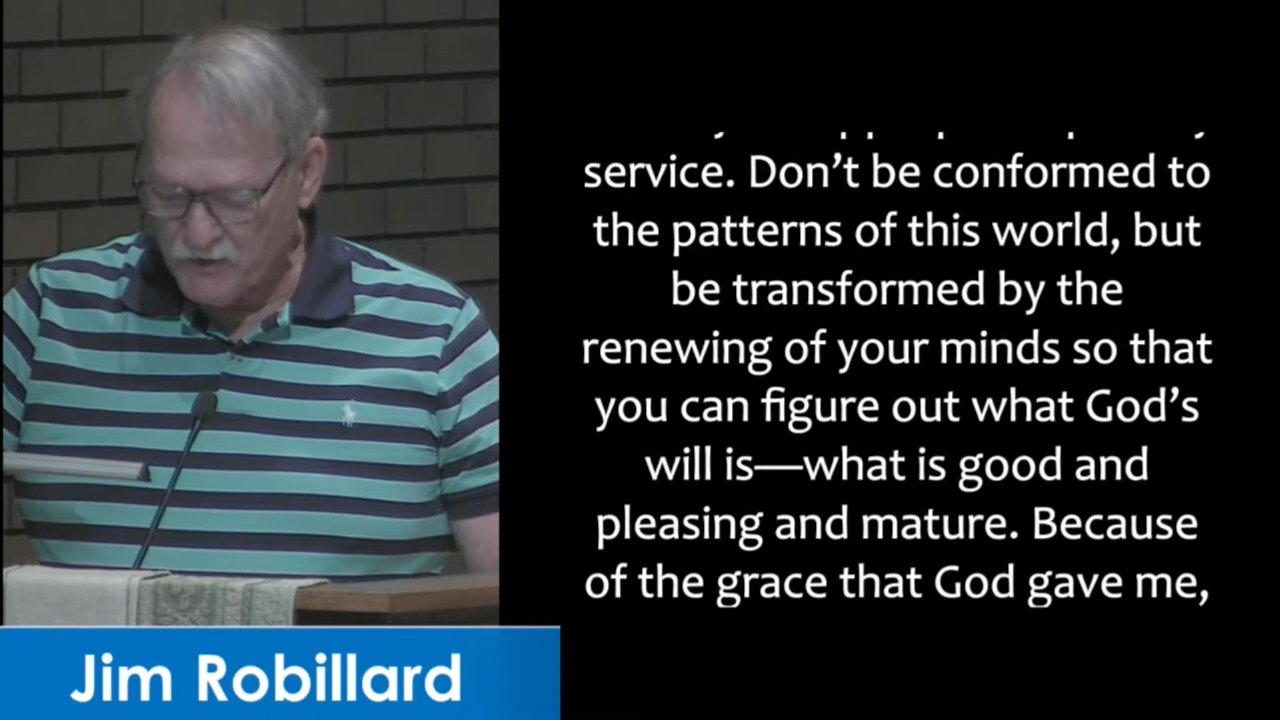 service. Don’t be conformed to
the patterns of this world, but
be transformed by the
renewing of your minds so that
you can figure out what God’s
will is—what is good and
pleasing and mature. Because
of the grace that God gave me,
Jim Robillard